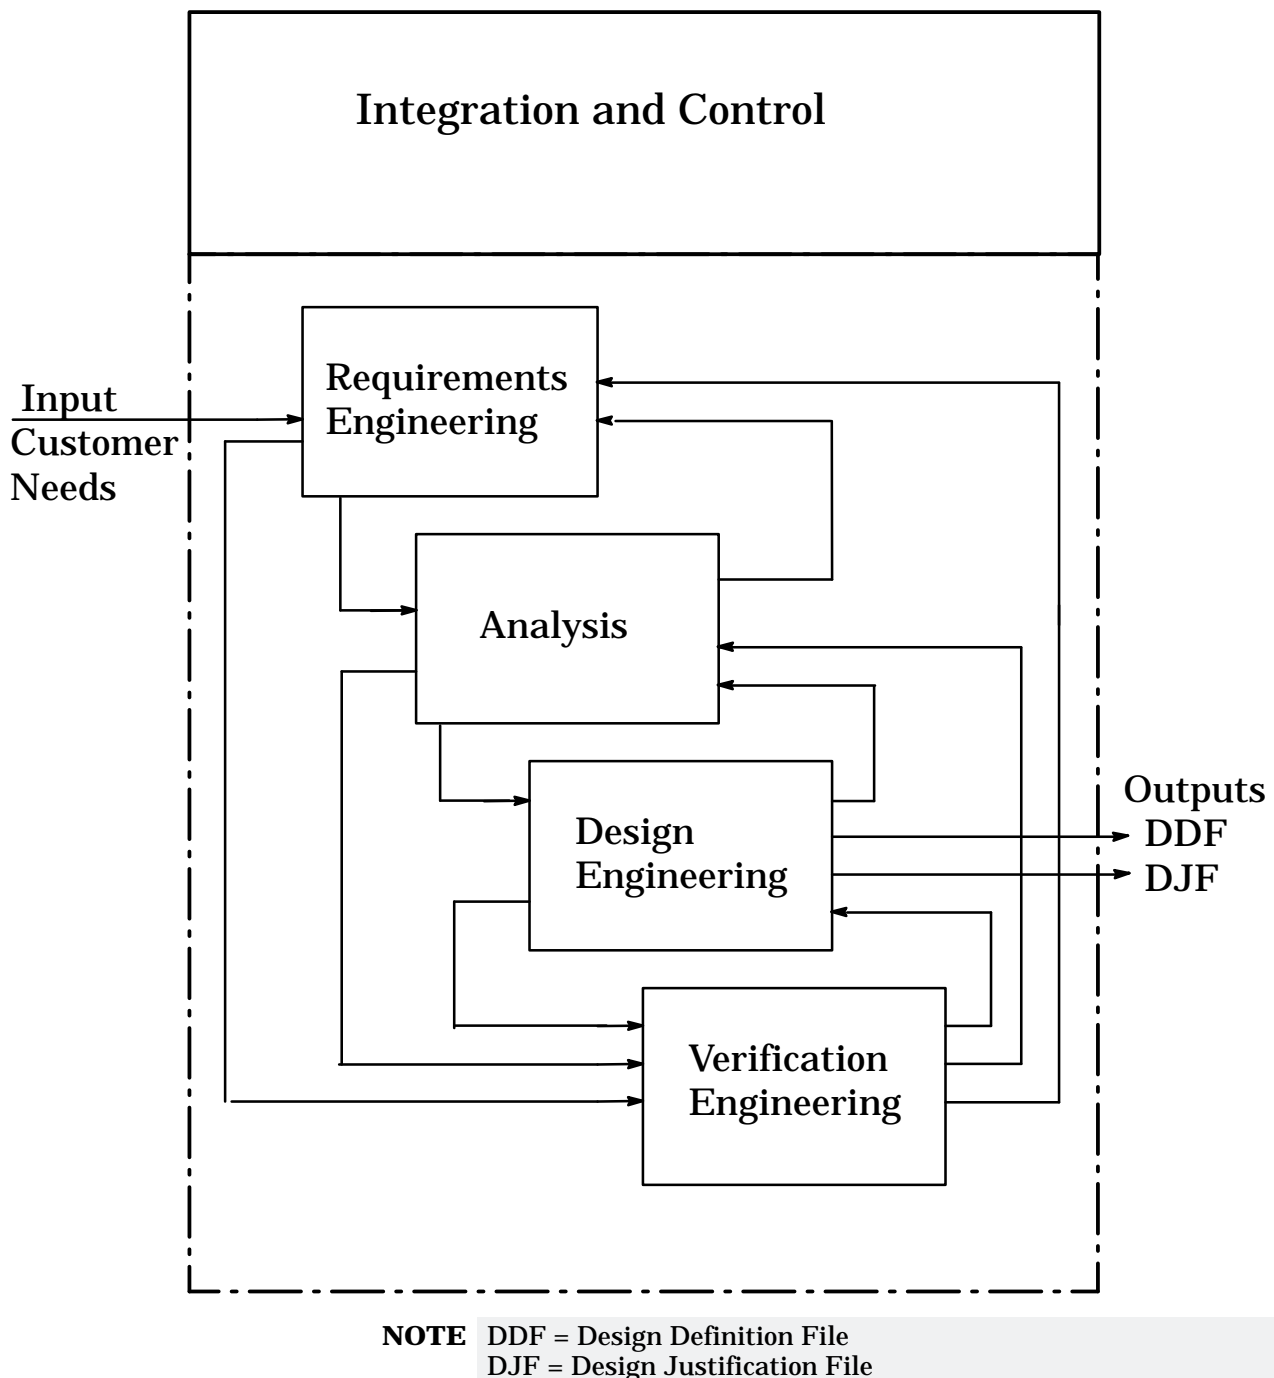 Integration and Control
Requirements
Engineering
Input
Customer
Needs
Analysis
Design
Engineering
Outputs
DDF
DJF
Verification
Engineering
NOTE DDF = Design Definition File
DJF = Design Justification File